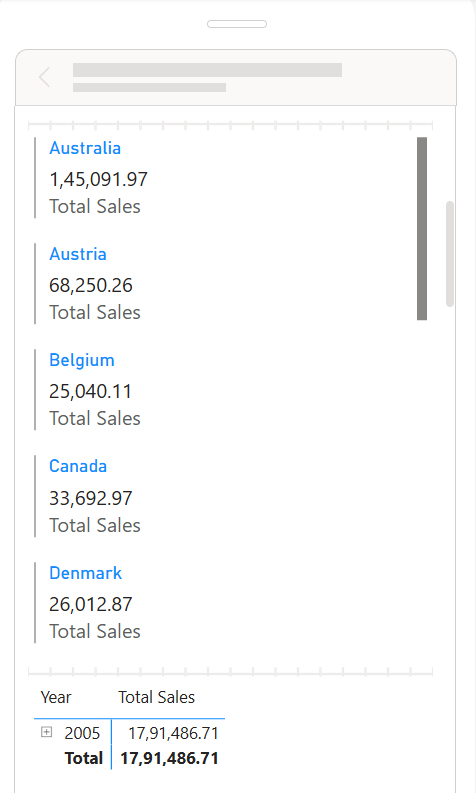 Australia
1,45,091.97
Total Sales
Austria
68,250.26
Total Sales
Belgium
25,040.11
Total Sales
Canada
33,692.97
Total Sales
Denmark
26,012.87
Total Sales
Year Total Sales
2005 17,91,486.71
Total 17,91,486.71